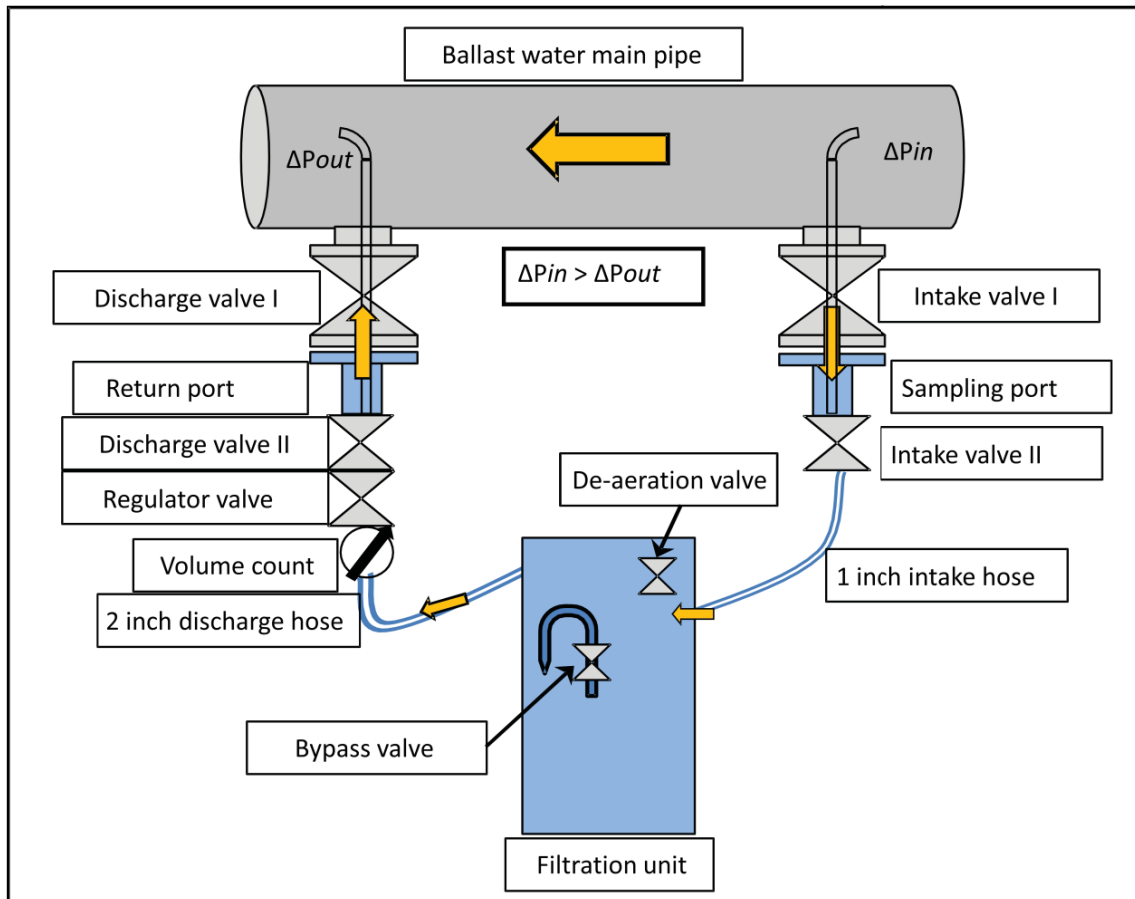 Ballast water main pipe
ΔPout
ΔPin
ΔPin > ΔPout
Discharge valve I
Intake valve I
Return port
Sampling port
Discharge valve II
Intake valve II
De-aeration valve
Regulator valve
Volume count
1 inch intake hose
2 inch discharge hose
Bypass valve
Filtration unit